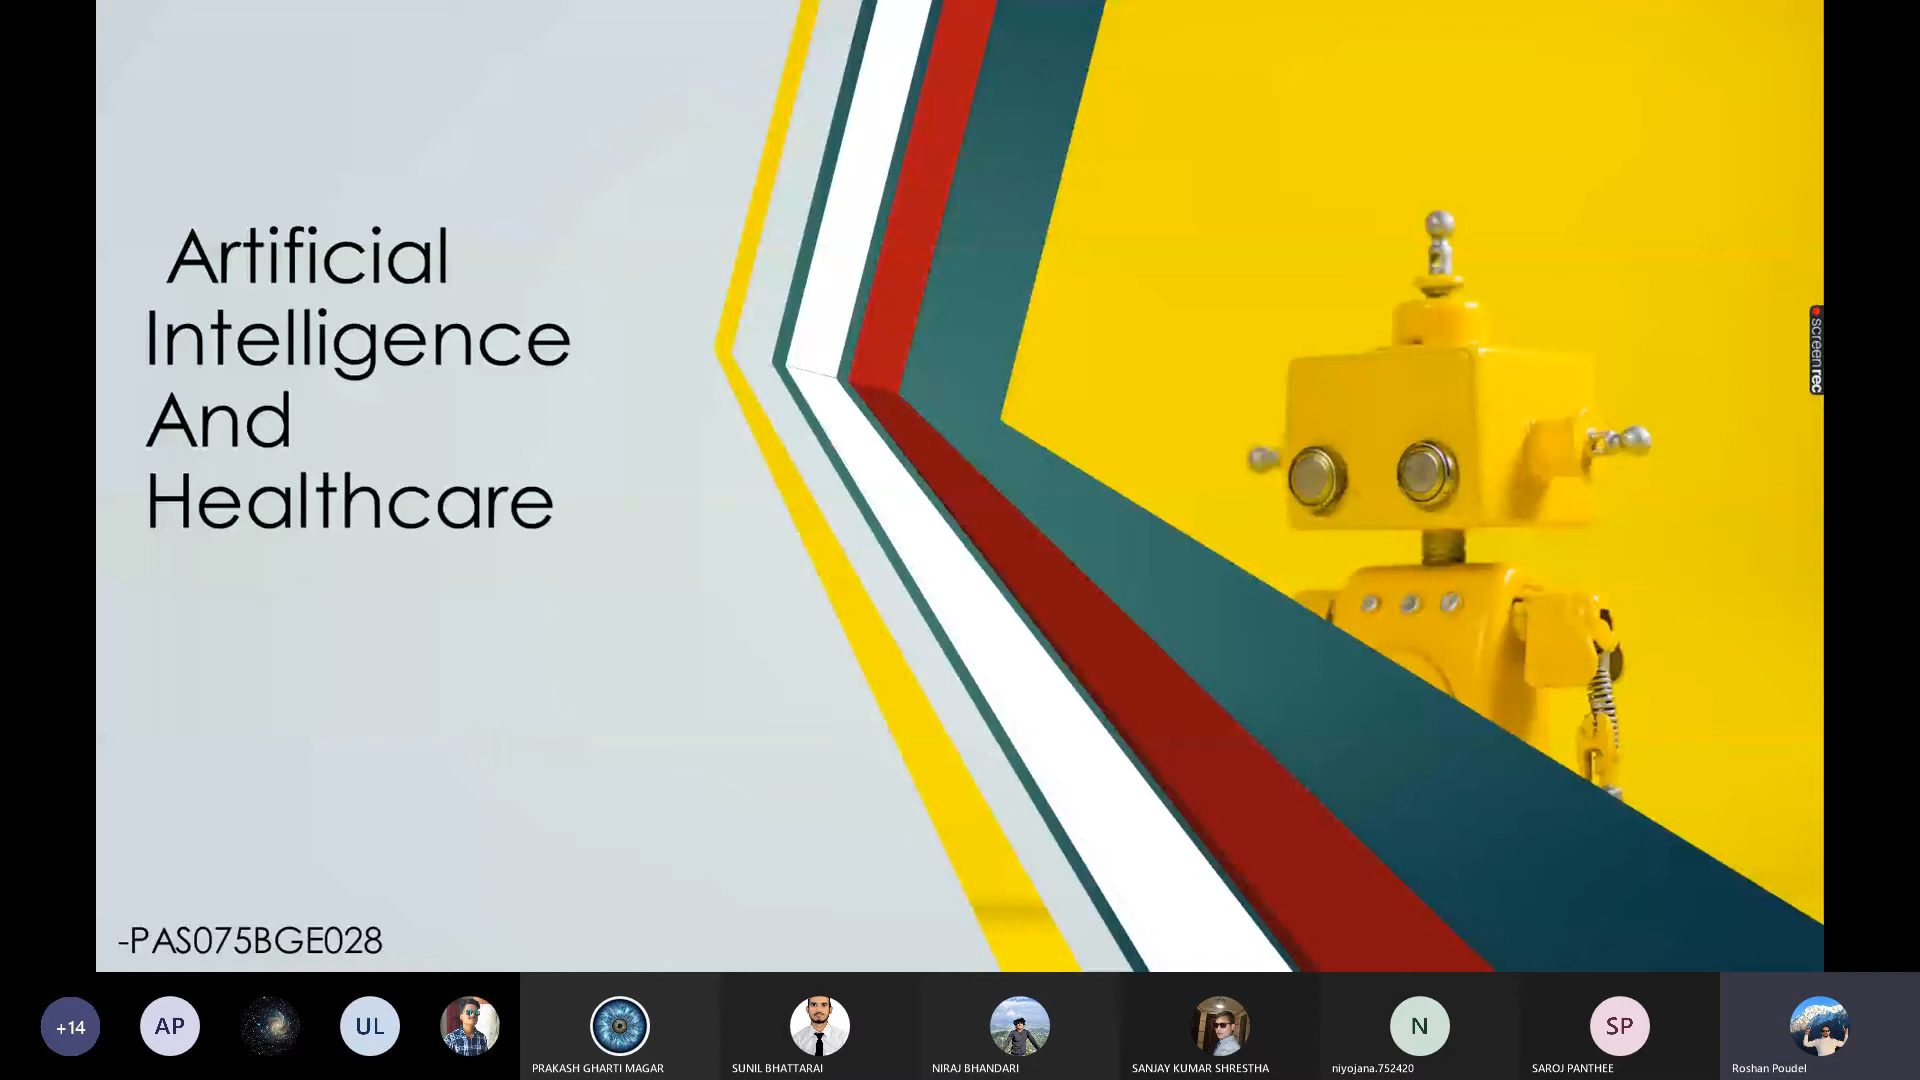 Artificial
Intelligence
And
Healthcare
-PAS075BGE028
screenrec
+14
AP
UL
N
SP
PRAKASH GHARTI MAGAR
SUNIL BHATTARAI
NIRAJ BHANDARI
SANJAY KUMAR SHRESTHA
niyojana.752420
SAROJ PANTHEE
Roshan Poudel